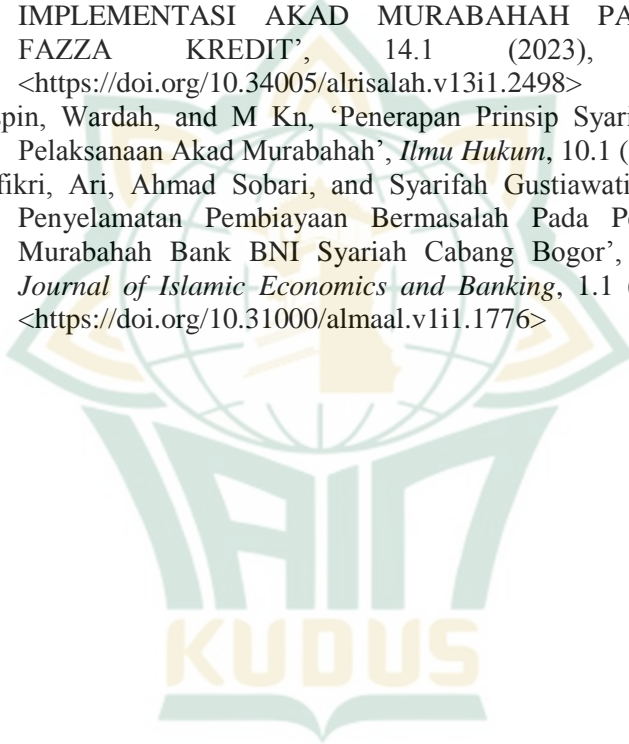 IMPLEMENTASI AKAD MURABAHAH PA
FAZZA KREDIT’, 14.1 (2023),
<https://doi.org/10.34005/alrisalah.v13i1.2498>
pin, Wardah, and M Kn, ‘Penerapan Prinsip Syari
Pelaksanaan Akad Murabahah’, Ilmu Hukum, 10.1 (
fikri, Ari, Ahmad Sobari, and Syarifah Gustiawati
Penyelamatan Pembiayaan Bermasalah Pada Pe
Murabahah Bank BNI Syariah Cabang Bogor’,
Journal of Islamic Economics and Banking, 1.1 (
<https://doi.org/10.31000/almaal.v1i1.1776>
IAIN
KUDUS